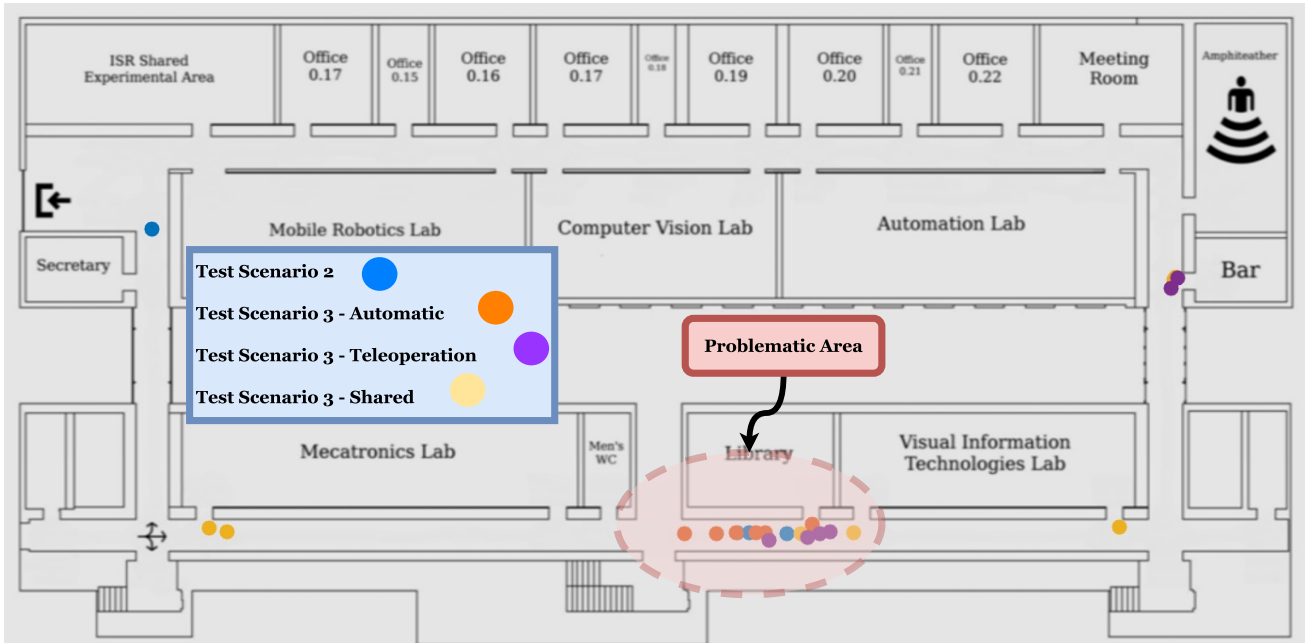 ISR Shared
Experimental Area
Office
0.17
Office
0.15
Office
0.16
Office
0.17
Office
0.18
Office
0.19
Office
0.20
Office
0.21
Office
0.22
Meeting
Room
Amphiteather
Mobile Robotics Lab
Computer Vision Lab
Automation Lab
Secretary
Bar
Test Scenario 2
Test Scenario 3 - Automatic
Test Scenario 3 - Teleoperation
Test Scenario 3 - Shared
Problematic Area
Mecatronics Lab
Men's
WC
Library
Visual Information
Technologies Lab